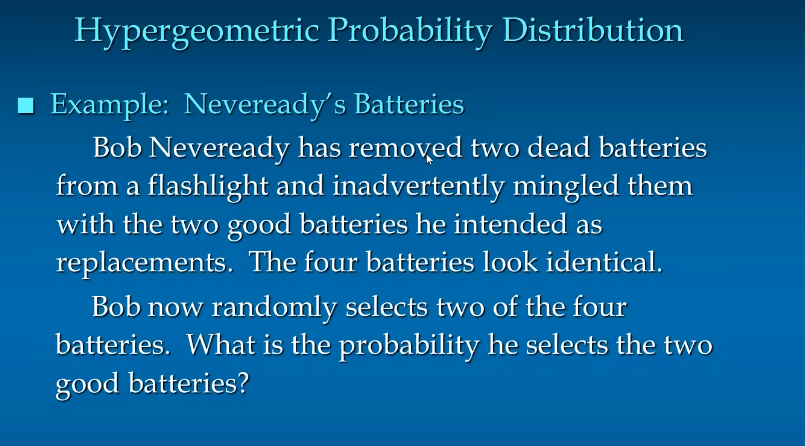 Hypergeometric Probability Distribution
Example: Neveready's Batteries
Bob Neveready has removed two dead batteries
from a flashlight and inadvertently mingled them
with the two good batteries he intended as
replacements. The four batteries look identical.
Bob now randomly selects two of the four
batteries. What is the probability he selects the two
good batteries?